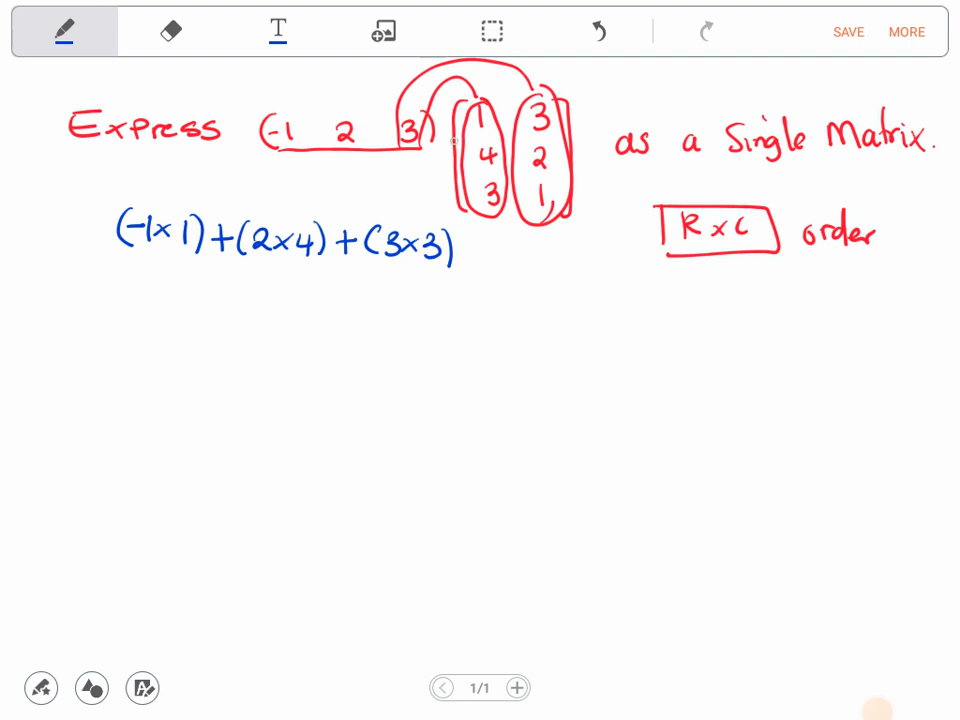 T SAVE MORE
Express (-1 2 3) [1 3 as a Single Matrix.
4 2
3 1]
(-1×1)+(2×4)+(3×3) R×C order
1/1